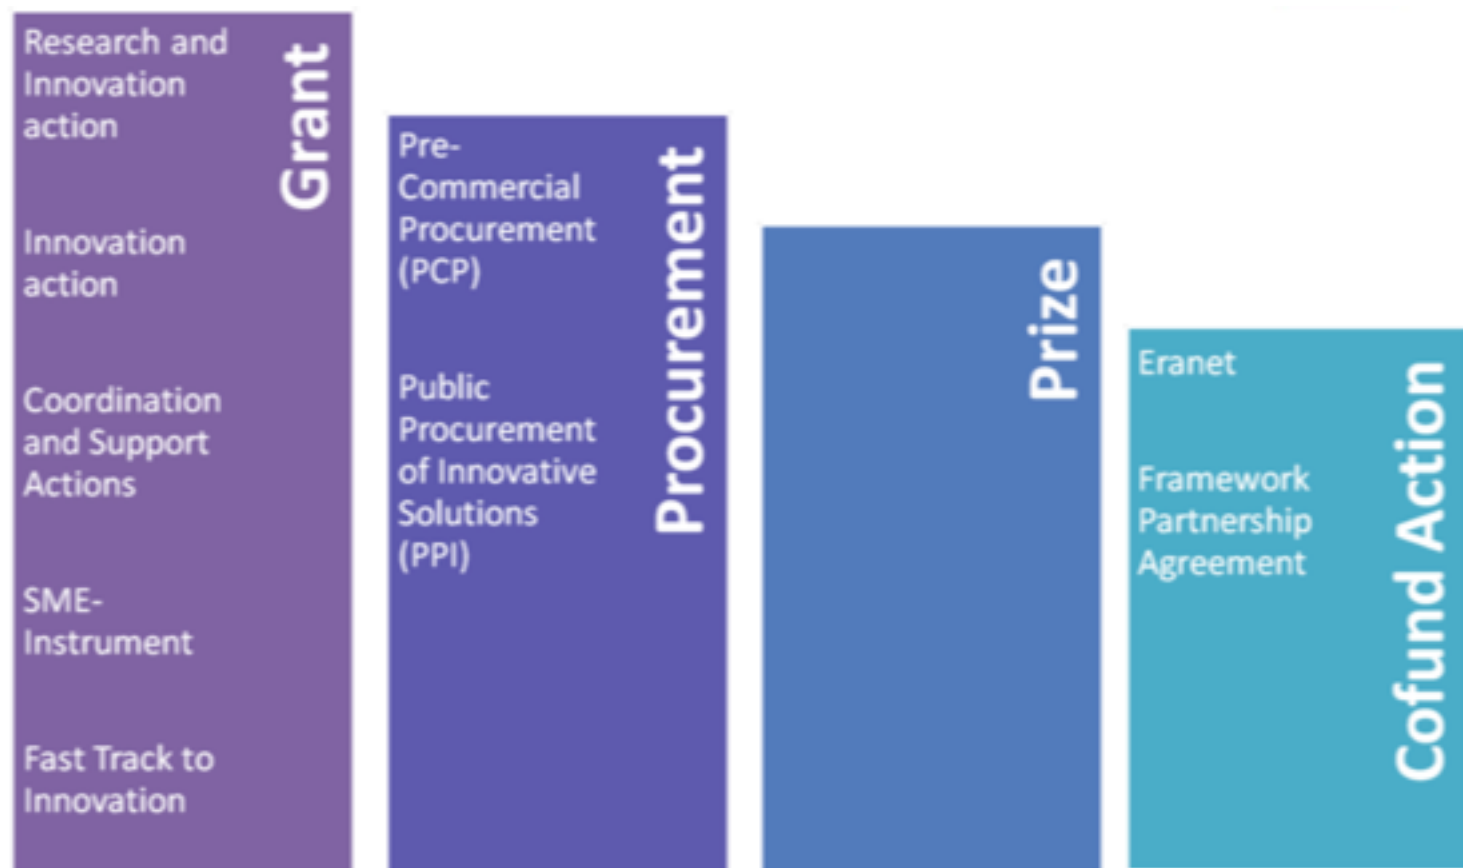 Grant
Research and
Innovation
action
Innovation
action
Coordination
and Support
Actions
SME-
Instrument
Fast Track to
Innovation
Procurement
Pre-
Commercial
Procurement
(PCP)
Public
Procurement
of Innovative
Solutions
(PPI)
Prize
Cofund Action
Eranet
Framework
Partnership
Agreement